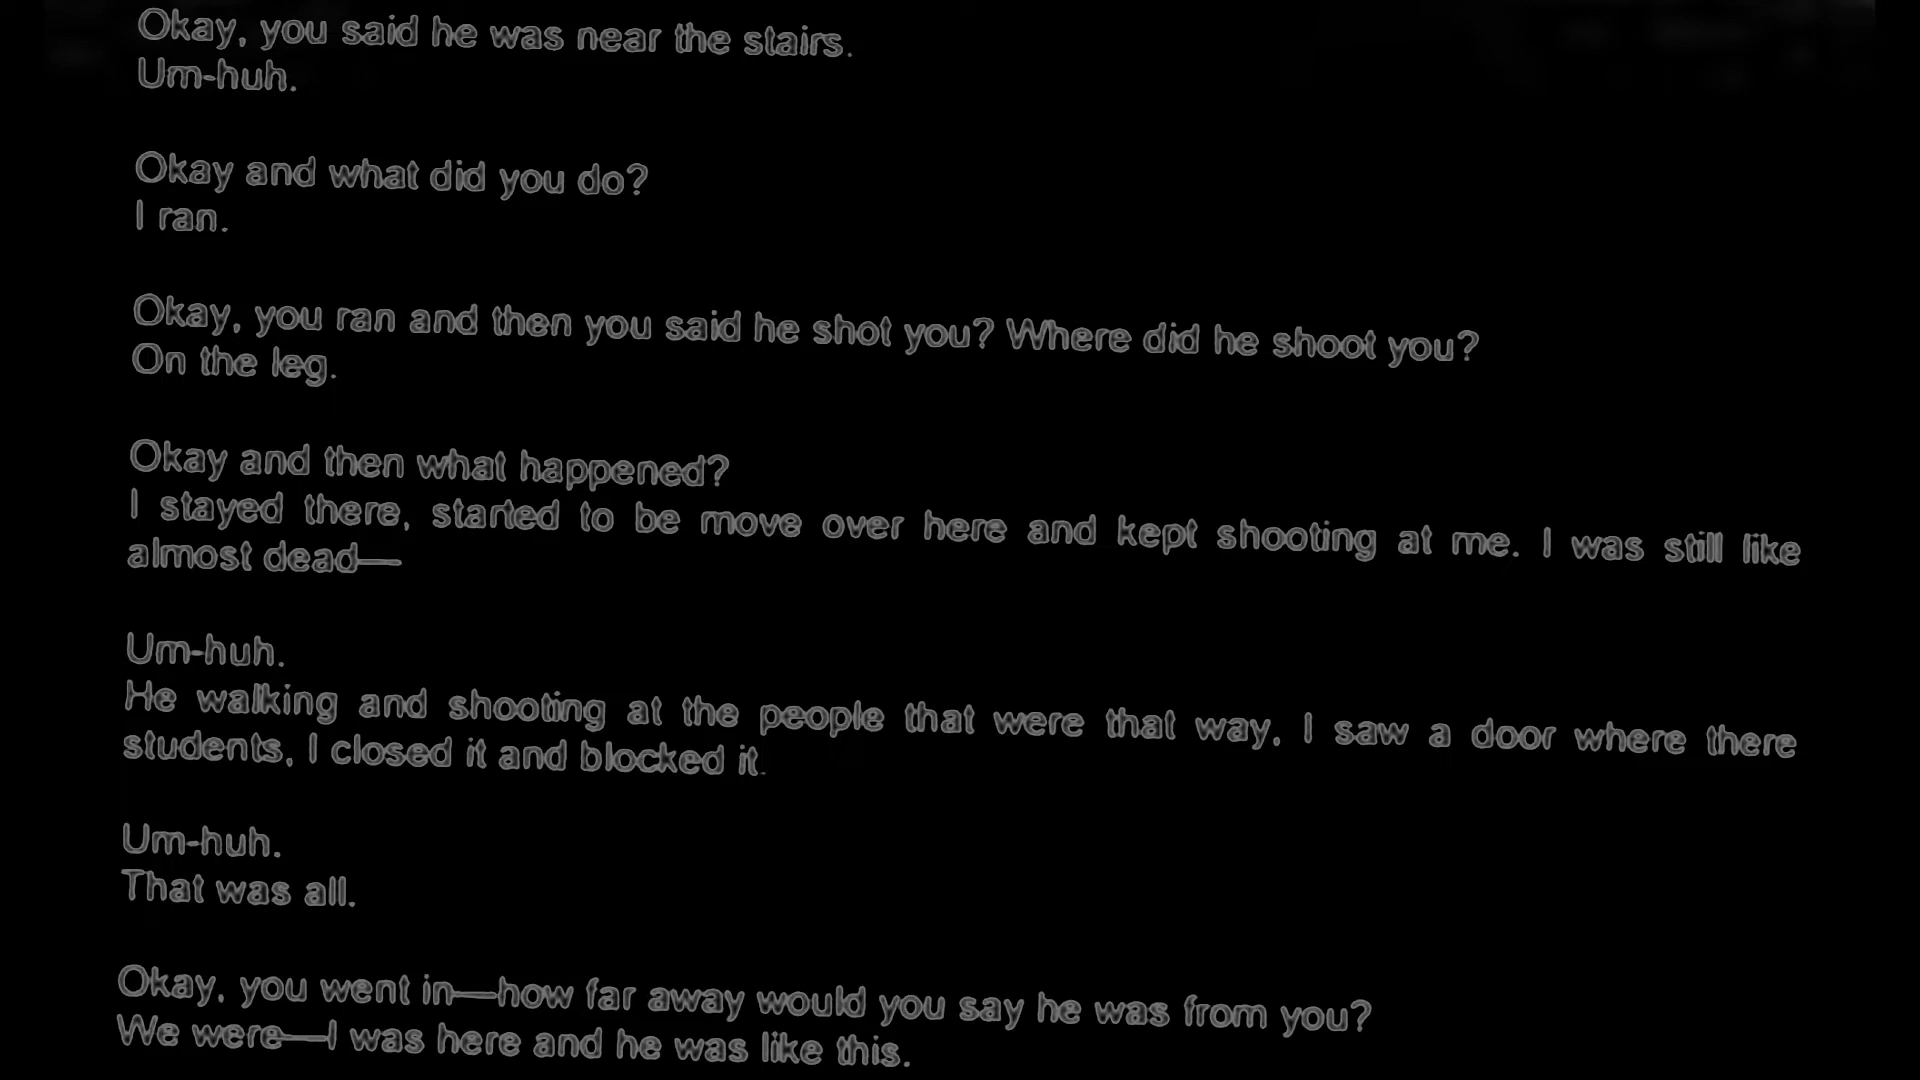 Okay, you said he was near the stairs.
Um-huh.
Okay and what did you do?
I ran.
Okay, you ran and then you said he shot you? Where did he shoot you?
On the leg.
Okay and then what happened?
I stayed there, started to be move over here and kept shooting at me. I was still like
almost dead—
Um-huh.
He walking and shooting at the people that were that way, I saw a door where there
students, I closed it and blocked it.
Um-huh.
That was all.
Okay, you went in—how far away would you say he was from you?
We were—I was here and he was like this.